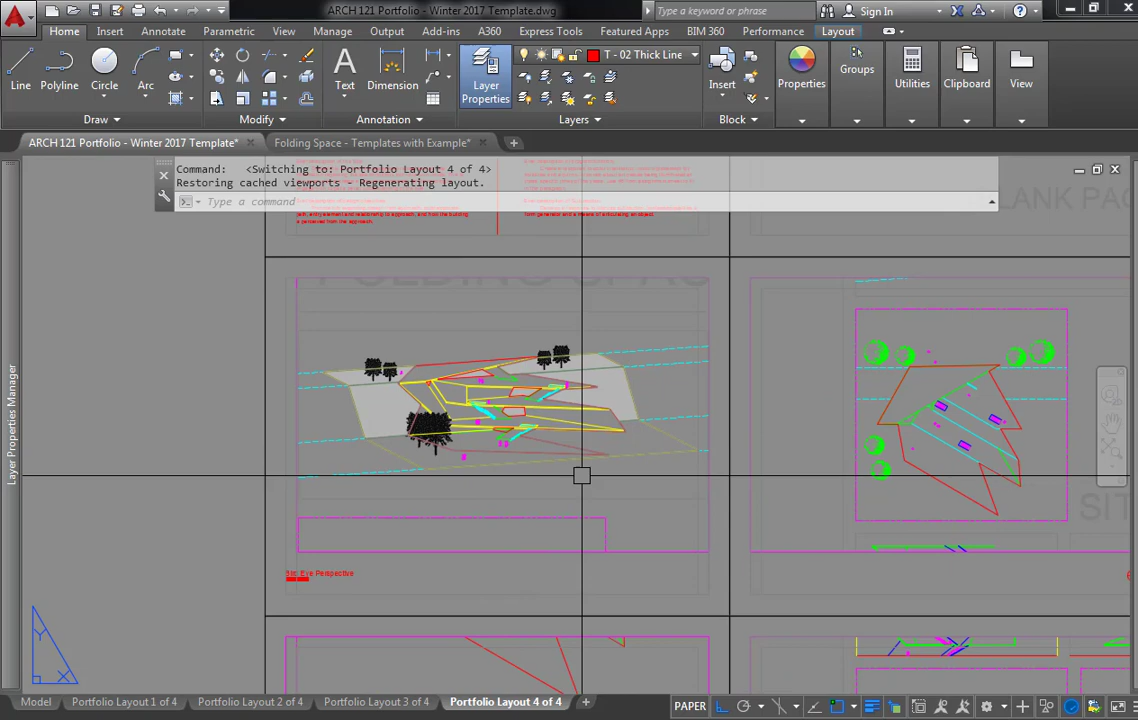 ARCH 121 Portfolio - Winter 2017 Template.dwg
Type a keyword or phrase
Sign In
Home Insert Annotate Parametric View Manage Output Add-ins A360 Express Tools Featured Apps BIM 360 Performance Layout
Line Polyline Circle Arc
Text Dimension
Layer Properties
T - 02 Thick Line
Insert Properties Groups Utilities Clipboard View
Draw Modify Annotation Layers Block
ARCH 121 Portfolio - Winter 2017 Template*
Folding Space - Templates with Example*
Command: <Switching to: Portfolio Layout 4 of 4>
Restoring cached viewports - Regenerating layout.
Type a command
LANK PAG
FOLDING SPAC
SIT
Eye Perspective
Layer Properties Manager
Y
X
Model Portfolio Layout 1 of 4 Portfolio Layout 2 of 4 Portfolio Layout 3 of 4 Portfolio Layout 4 of 4
PAPER